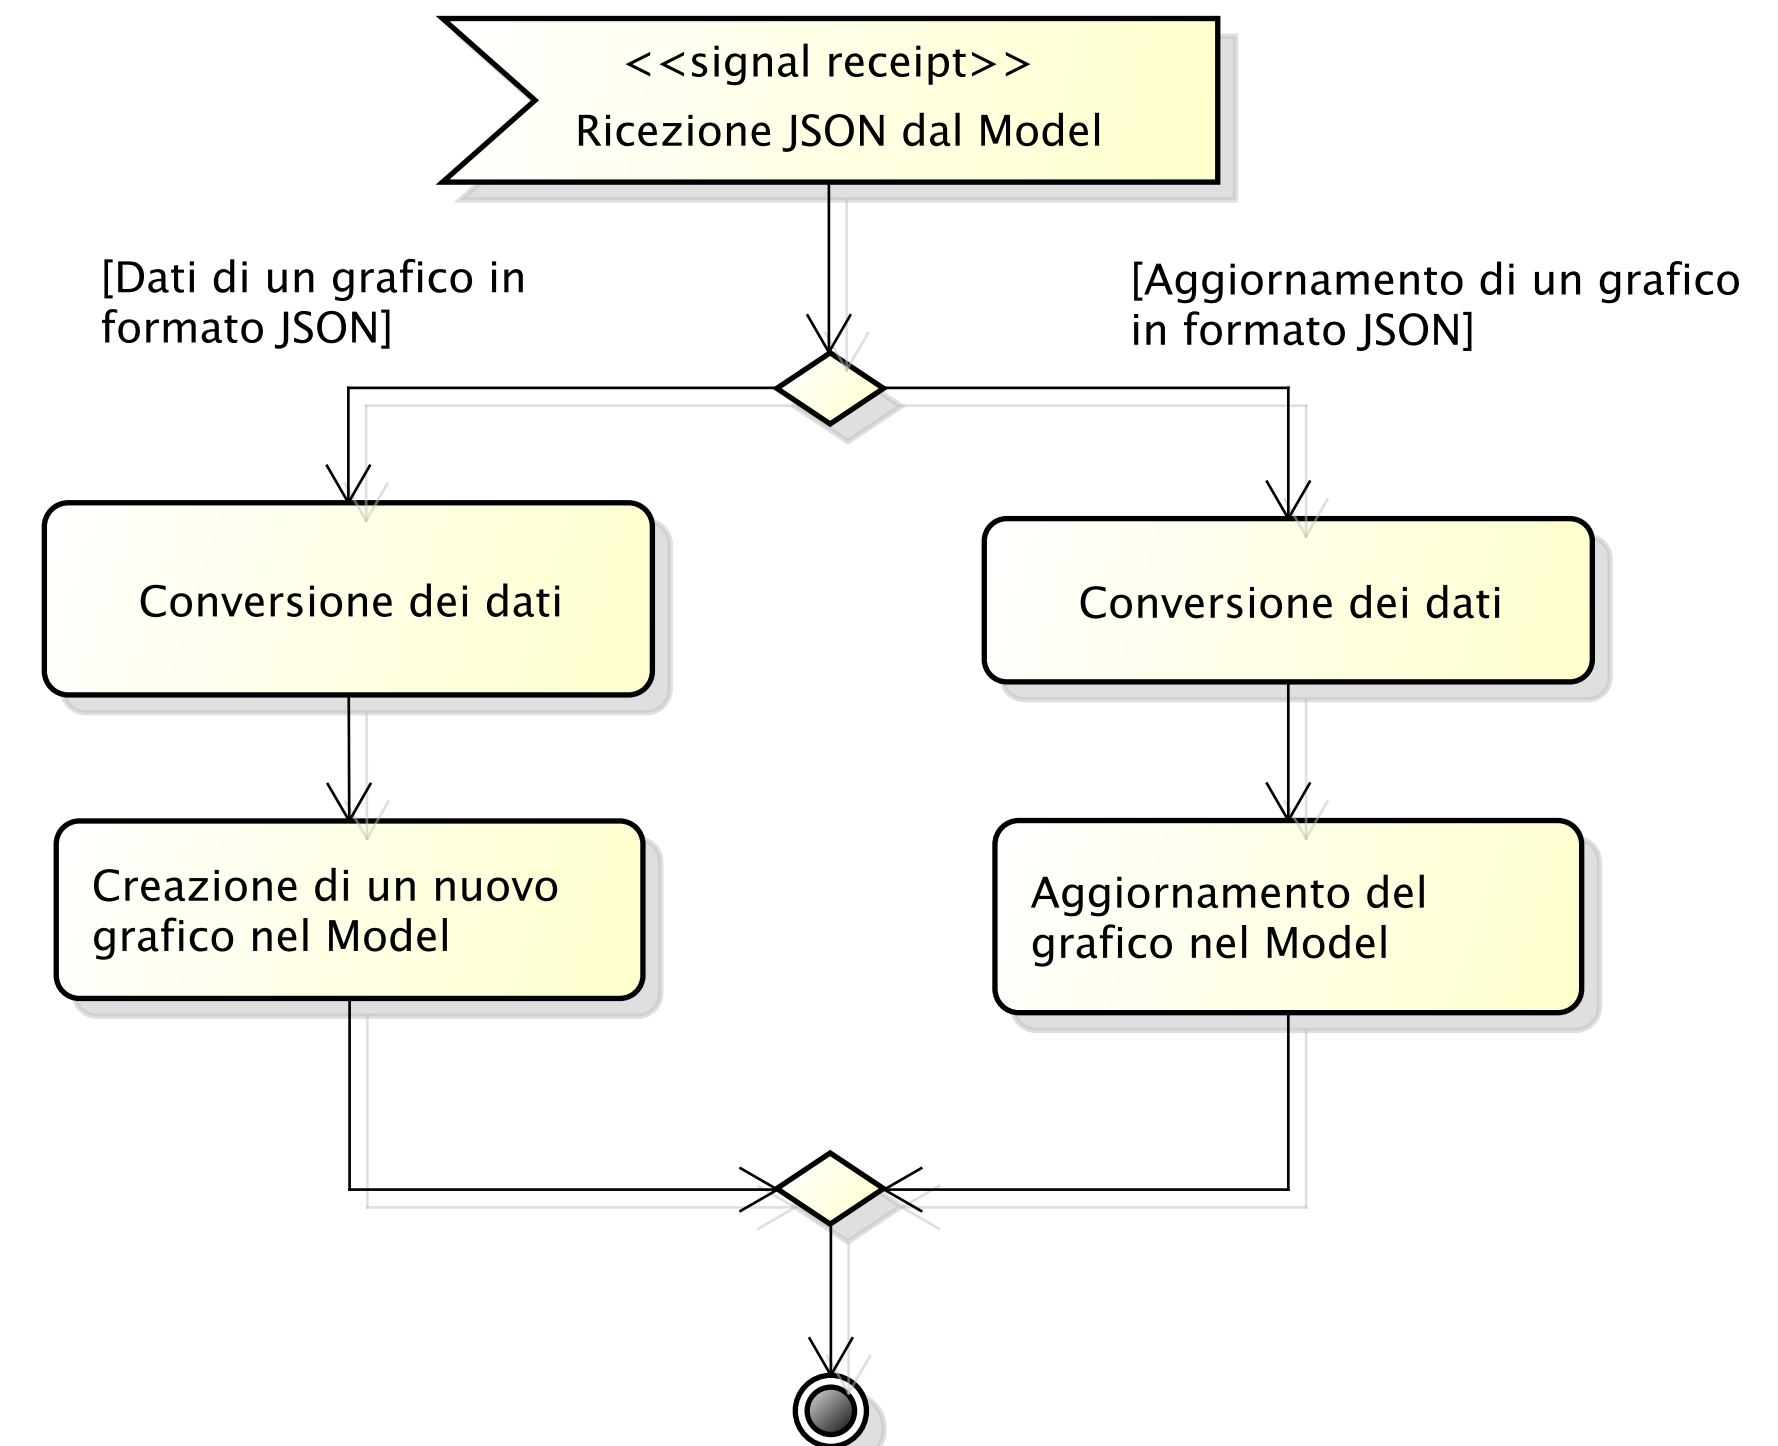 <<signal receipt>>
Ricezione JSON dal Model
[Dati di un grafico in
formato JSON]
[Aggiornamento di un grafico
in formato JSON]
Conversione dei dati
Conversione dei dati
Creazione di un nuovo
grafico nel Model
Aggiornamento del
grafico nel Model